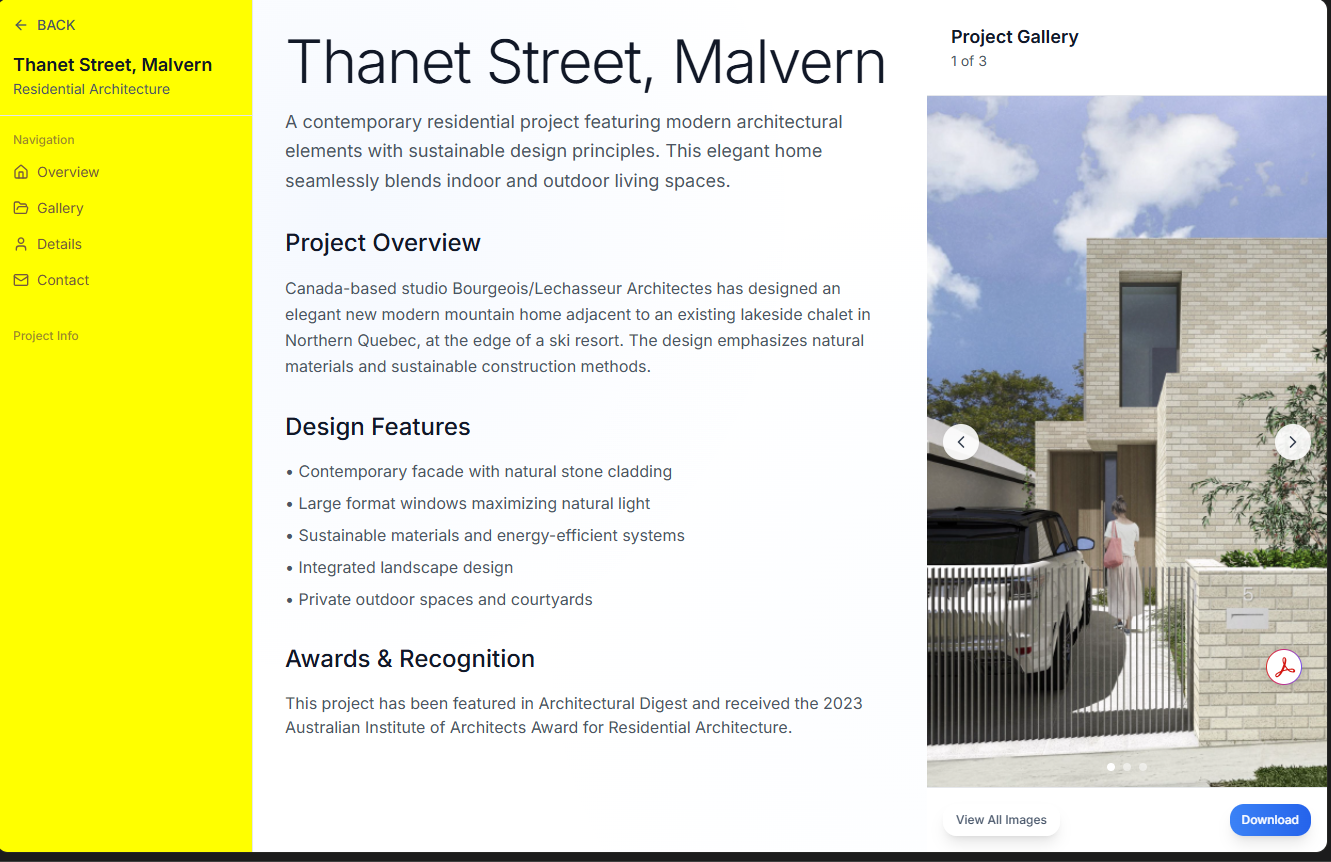 BACK
Thanet Street, Malvern
Residential Architecture
Navigation
Overview
Gallery
Details
Contact
Project Info
Thanet Street, Malvern
A contemporary residential project featuring modern architectural
elements with sustainable design principles. This elegant home
seamlessly blends indoor and outdoor living spaces.
Project Overview
Canada-based studio Bourgeois/Lechasseur Architectes has designed an
elegant new modern mountain home adjacent to an existing lakeside chalet in
Northern Quebec, at the edge of a ski resort. The design emphasizes natural
materials and sustainable construction methods.
Design Features
• Contemporary facade with natural stone cladding
• Large format windows maximizing natural light
• Sustainable materials and energy-efficient systems
• Integrated landscape design
• Private outdoor spaces and courtyards
Awards & Recognition
This project has been featured in Architectural Digest and received the 2023
Australian Institute of Architects Award for Residential Architecture.
Project Gallery
1 of 3
5
View All Images
Download